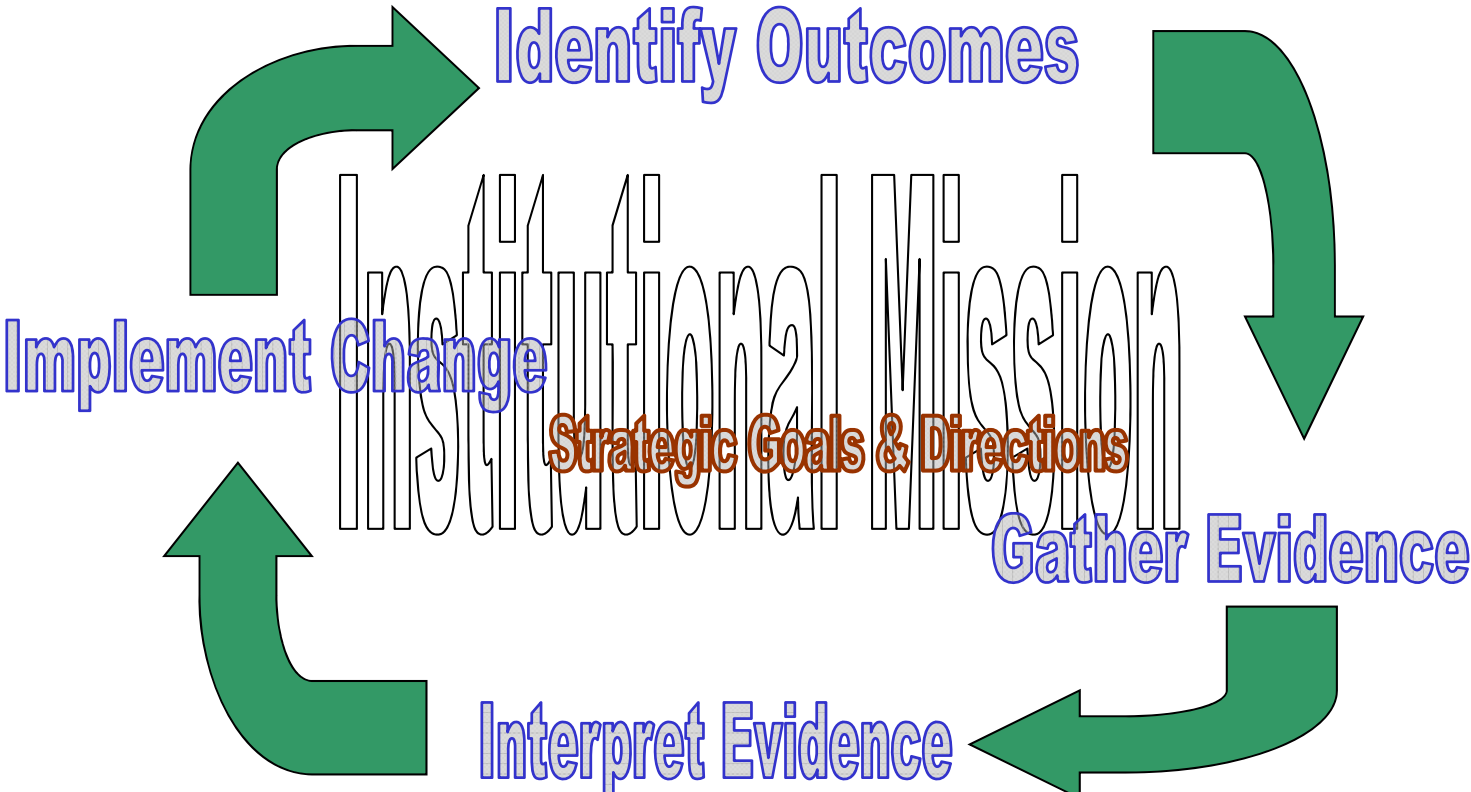 Identify Outcomes
Institutional Mission
Implement Change
Strategic Goals & Directions
Gather Evidence
Interpret Evidence